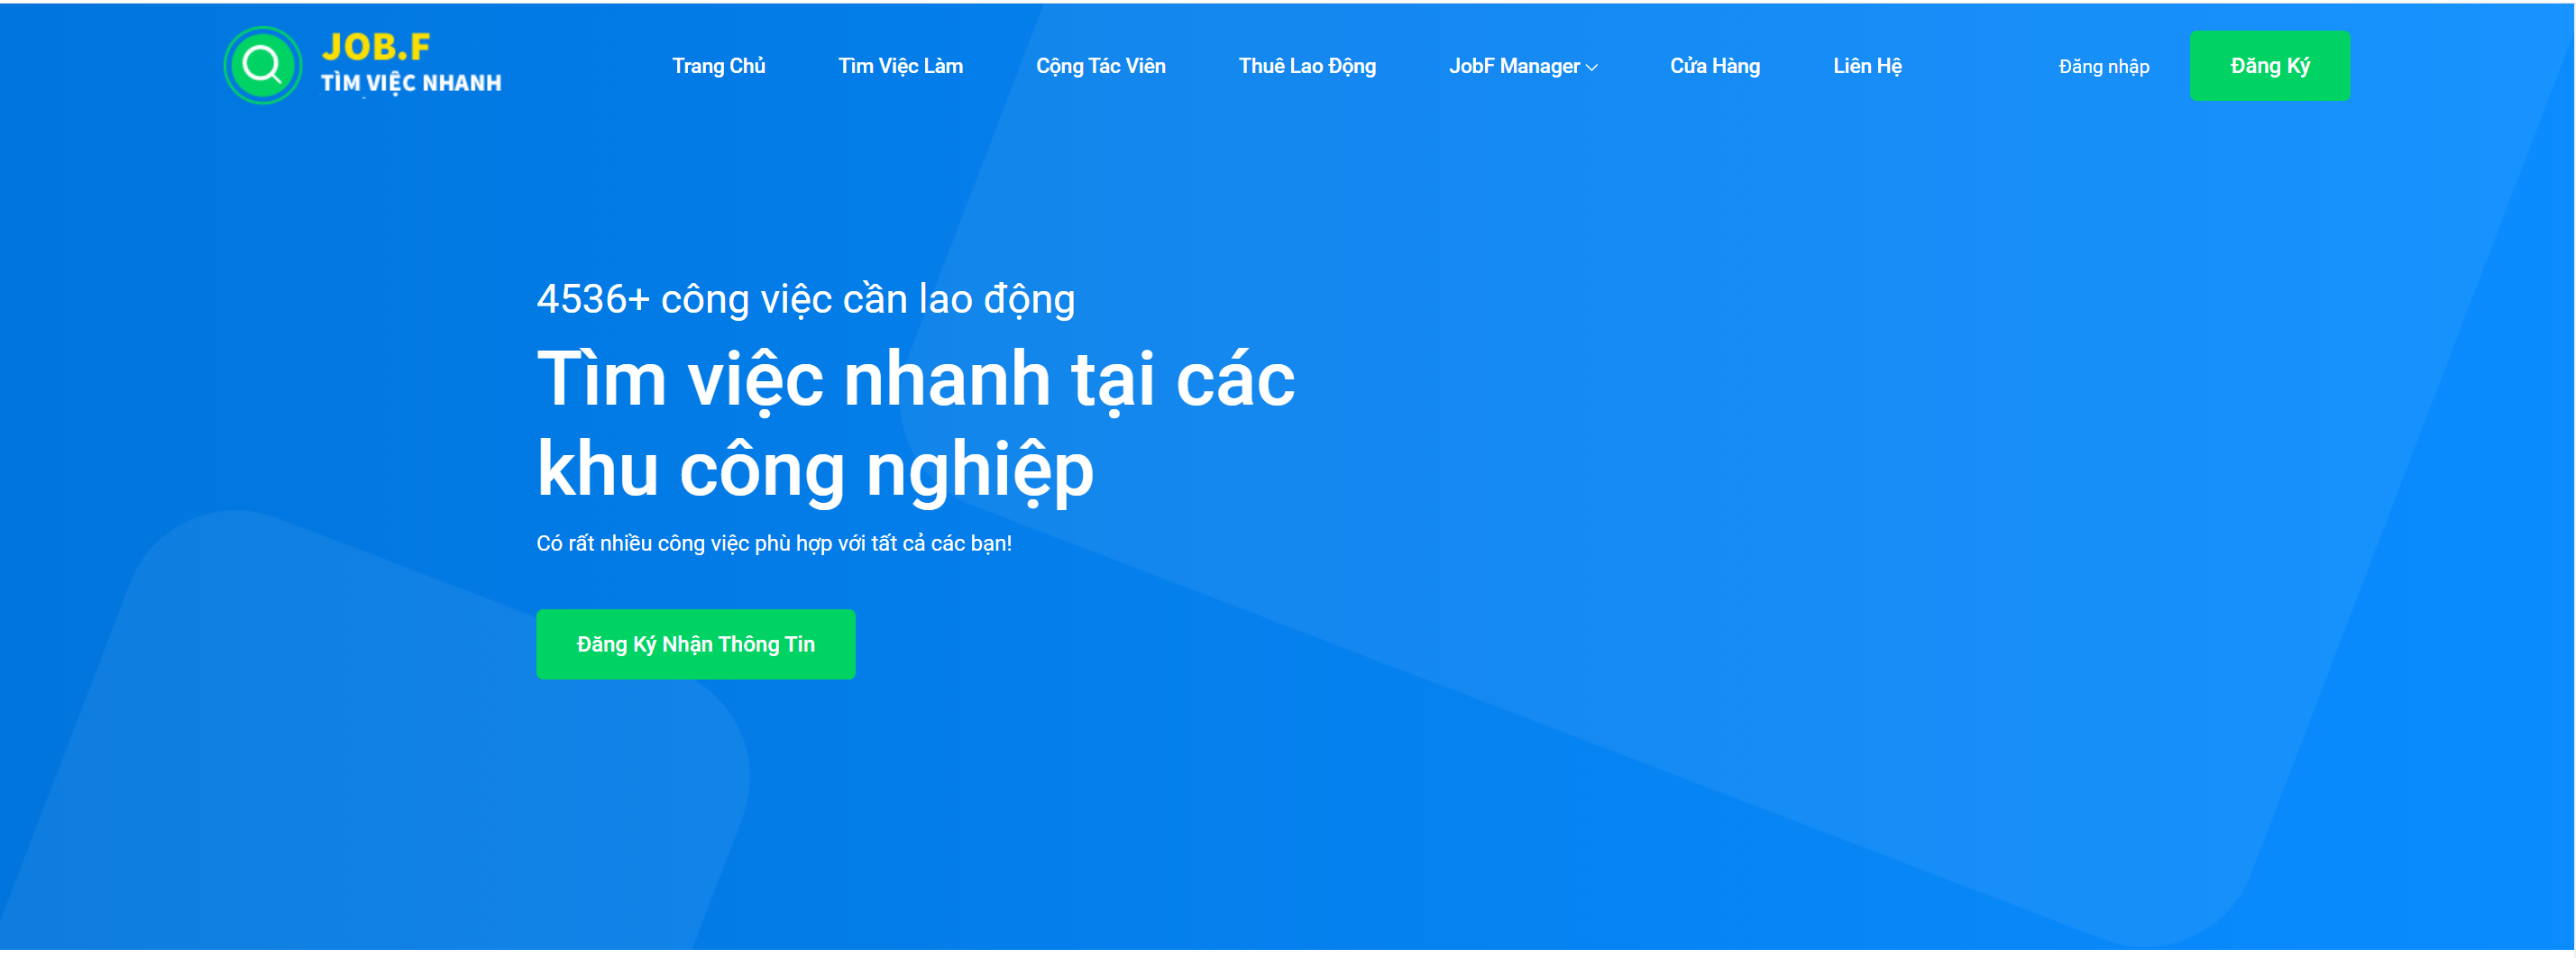 JOB.F
TÌM VIỆC NHANH
Trang Chủ
Tìm Việc Làm
Cộng Tác Viên
Thuê Lao Động
JobF Manager
Cửa Hàng
Liên Hệ
Đăng nhập
Đăng Ký
4536+ công việc cần lao động
Tìm việc nhanh tại các
khu công nghiệp
Có rất nhiều công việc phù hợp với tất cả các bạn!
Đăng Ký Nhận Thông Tin